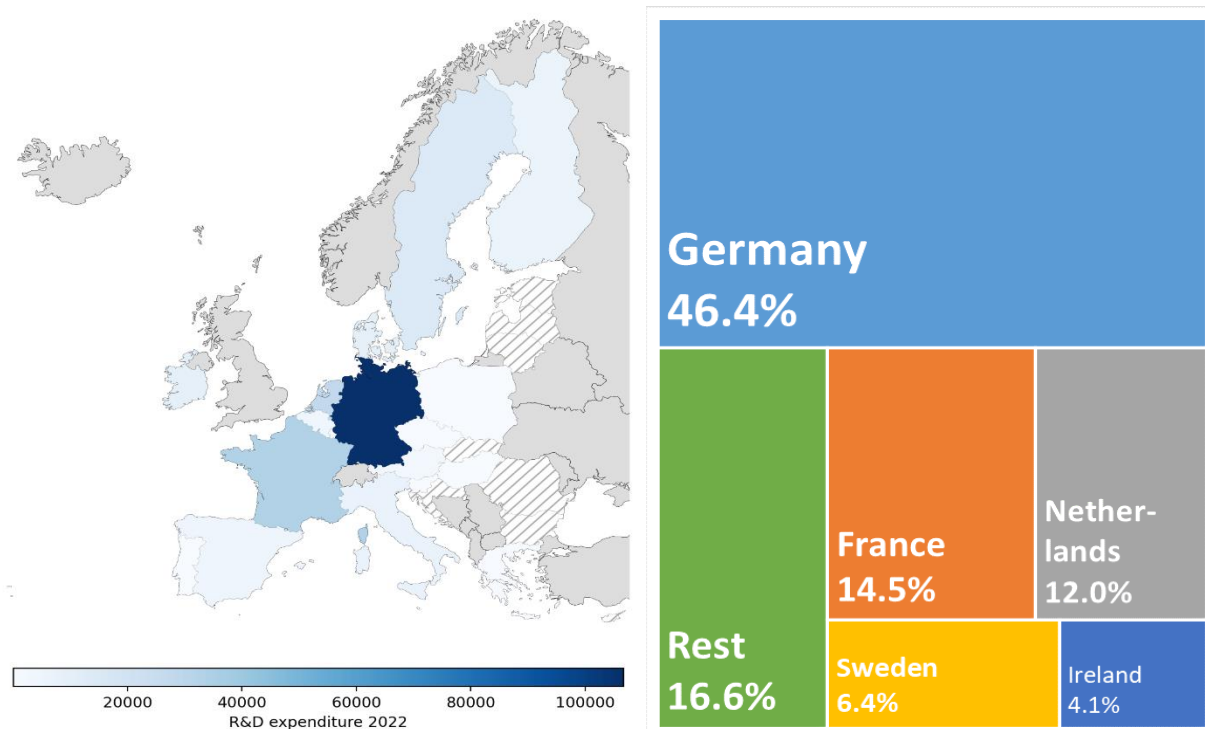 20000
40000
60000
80000
100000
R&D expenditure 2022
Germany
46.4%
Rest
16.6%
France
14.5%
Nether-
lands
12.0%
Sweden
6.4%
Ireland
4.1%